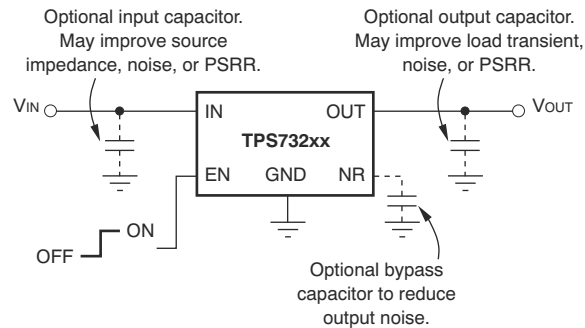 Optional input capacitor.
May improve source
impedance, noise, or PSRR.
Optional output capacitor.
May improve load transient,
noise, or PSRR.
VIN
IN
OUT
VOUT
TPS732xx
EN
GND
NR
ON
OFF
Optional bypass
capacitor to reduce
output noise.